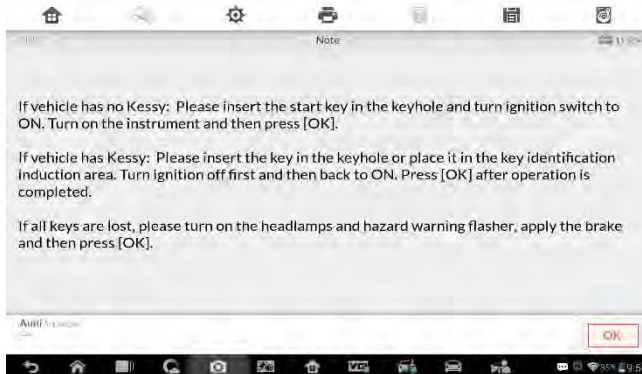 Note
If vehicle has no Kessy: Please insert the start key in the keyhole and turn ignition switch to
ON. Turn on the instrument and then press [OK].
If vehicle has Kessy: Please insert the key in the keyhole or place it in the key identification
induction area. Turn ignition off first and then back to ON. Press [OK] after operation is
completed.
If all keys are lost, please turn on the headlamps and hazard warning flasher, apply the brake
and then press [OK].
OK